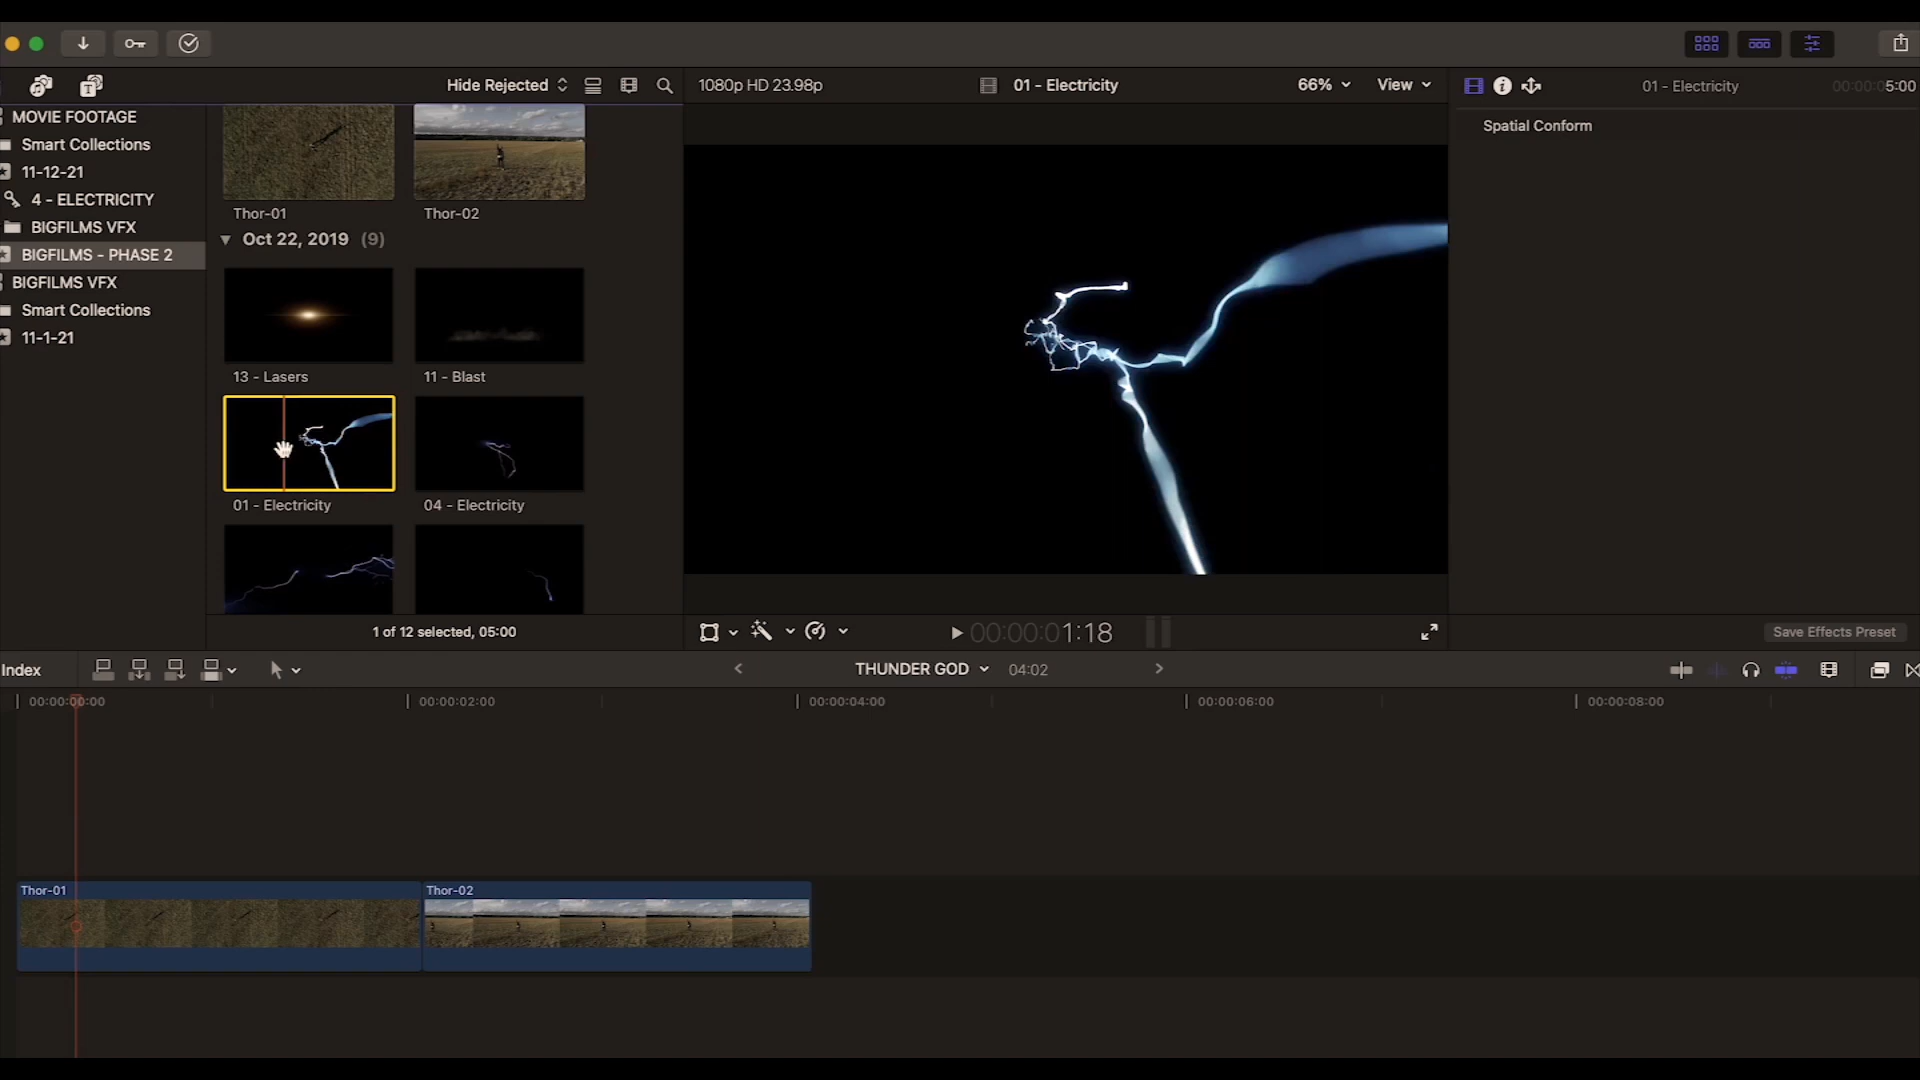 Hide Rejected
1080p HD 23.98p
01 - Electricity
66%
View
01 - Electricity
00:00:05:00
MOVIE FOOTAGE
Smart Collections
11-12-21
4 - ELECTRICITY
BIGFILMS VFX
BIGFILMS - PHASE 2
BIGFILMS VFX
Smart Collections
11-1-21
Thor-01
Thor-02
Oct 22, 2019 (9)
13 - Lasers
11 - Blast
01 - Electricity
04 - Electricity
1 of 12 selected, 05:00
Spatial Conform
00:00:01:18
Save Effects Preset
Index
THUNDER GOD
04:02
00:00:00:00
00:00:02:00
00:00:04:00
00:00:06:00
00:00:08:00
Thor-01
Thor-02